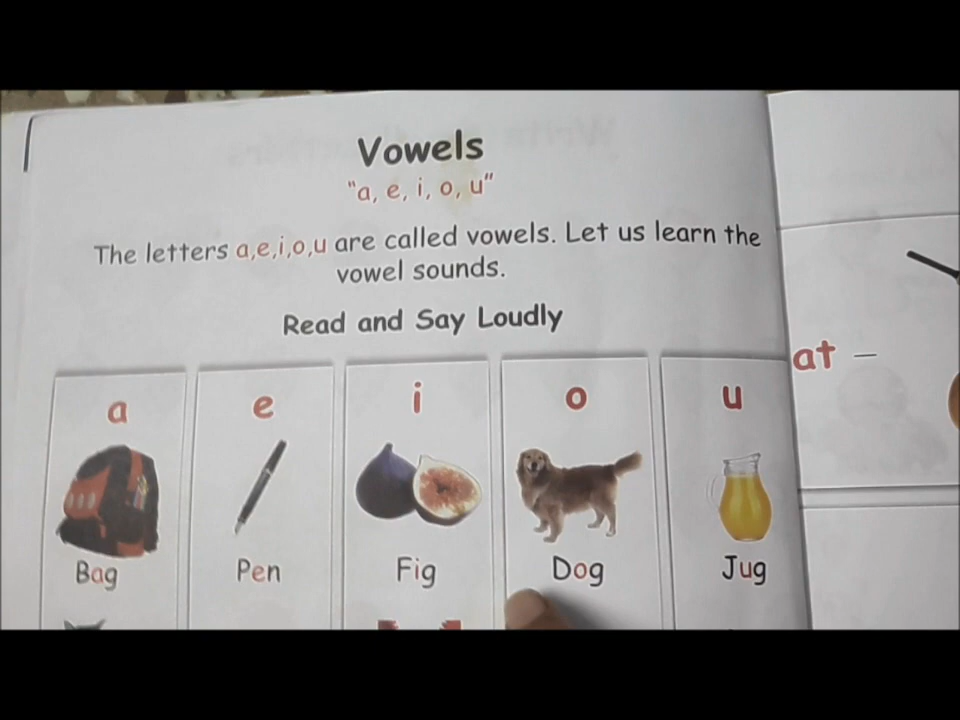 Vowels
"a, e, i, o, u"
The letters a,e,i,o,u are called vowels. Let us learn the
vowel sounds.
Read and Say Loudly
a e i o u
Bag Pen Fig Dog Jug
at –